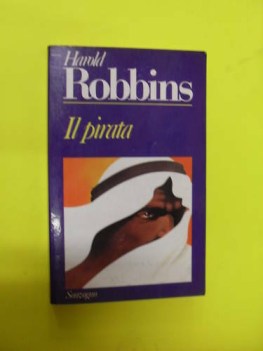 Harold
Robbins
Il pirata
Sonzogno